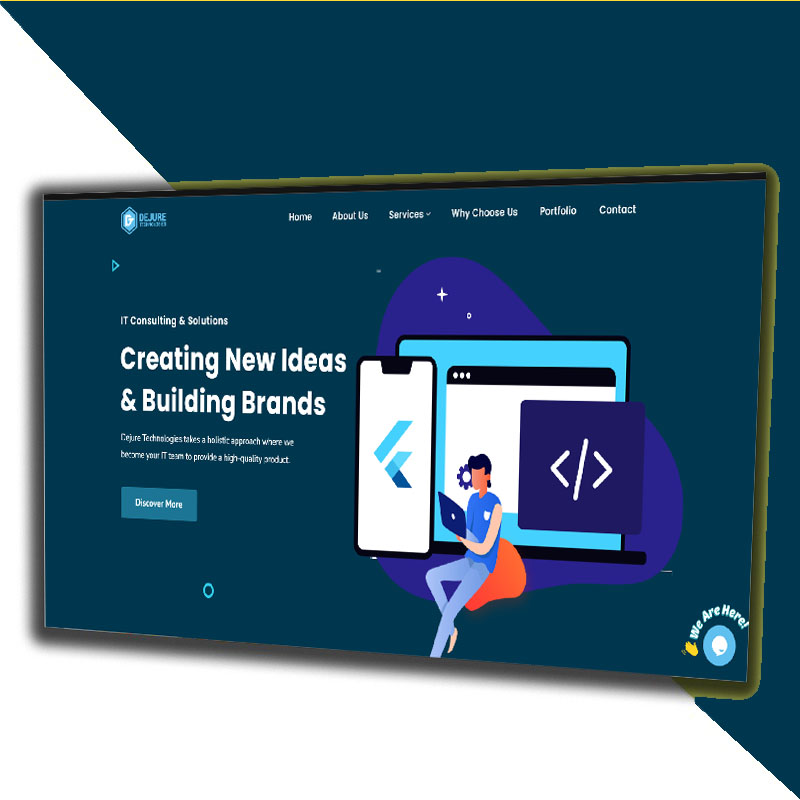 DEJURE
TECHNOLOGIES
Home About Us Services Why Choose Us Portfolio Contact
IT Consulting & Solutions
Creating New Ideas
& Building Brands
Dejure Technologies takes a holistic approach where we
become your IT team to provide a high-quality product.
Discover More
</>
We Are Here!